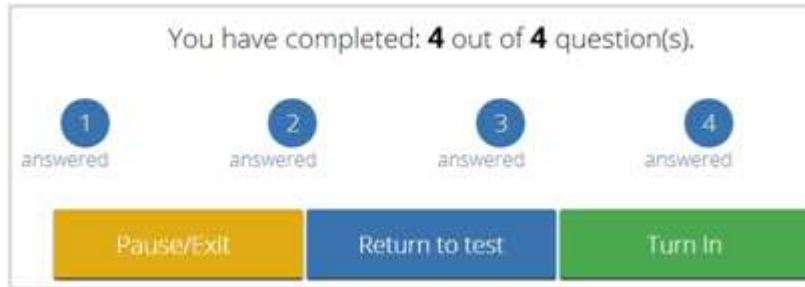 You have completed: 4 out of 4 question(s).
1 2 3 4
answered answered answered answered
Pause/Exit Return to test Turn In